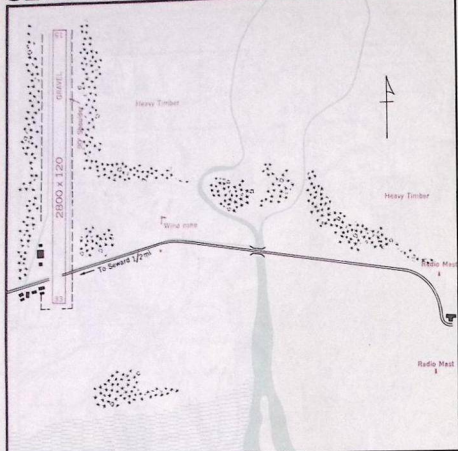 GRAVEL
2800 x 120
Heavy Timber
Heavy Timber
Wind cone
To Seward 1/2mi
Radio Mast
Radio Mast